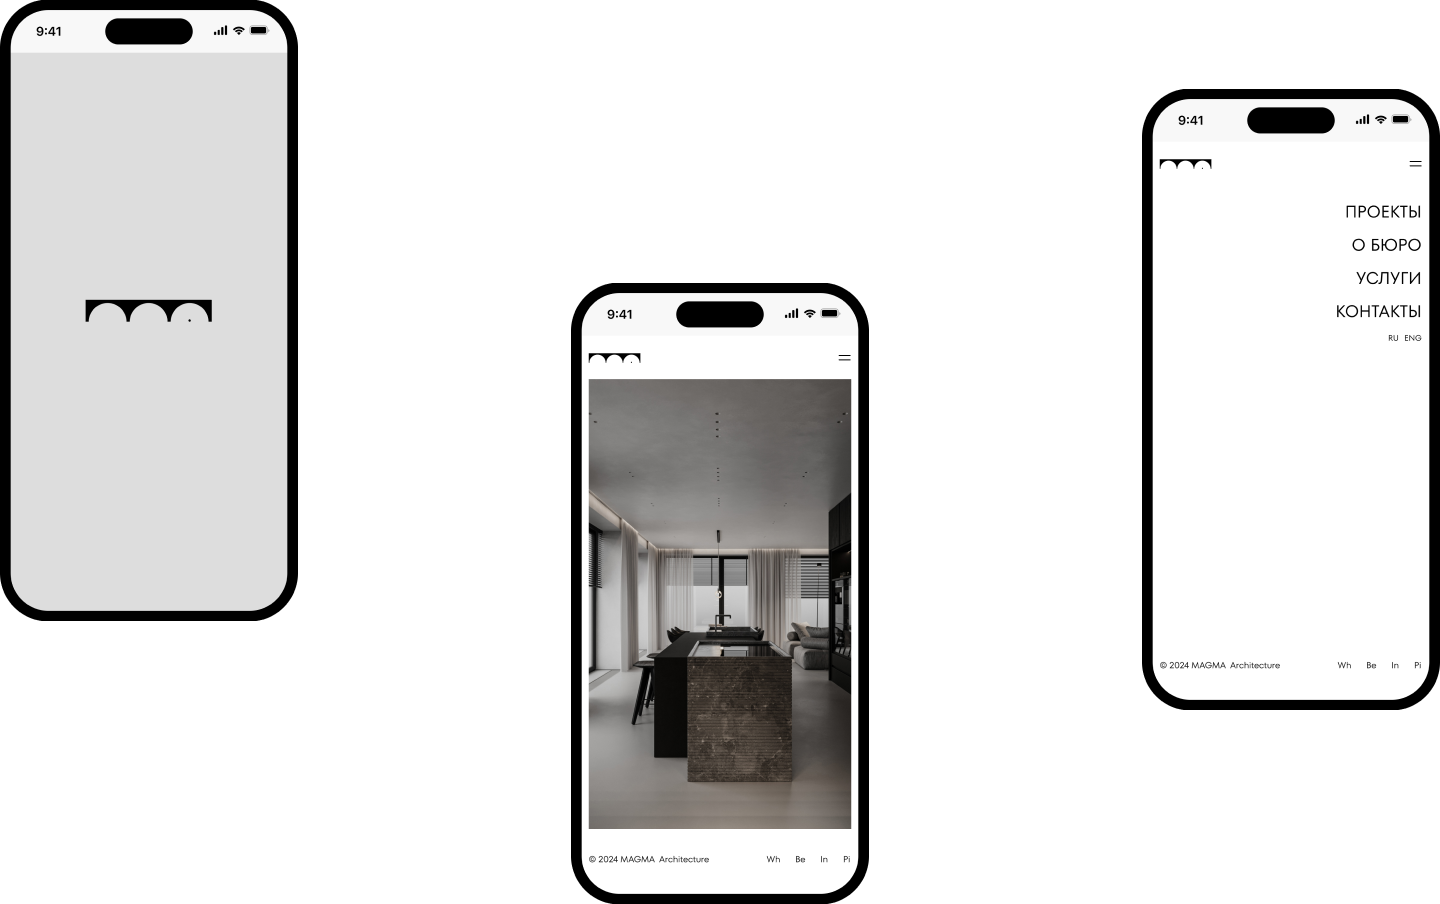 9:41
9:41
© 2024 MAGMA Architecture Wh Be In Pi
9:41
ПРОЕКТЫ
О БЮРО
УСЛУГИ
КОНТАКТЫ
RU ENG
© 2024 MAGMA Architecture Wh Be In Pi